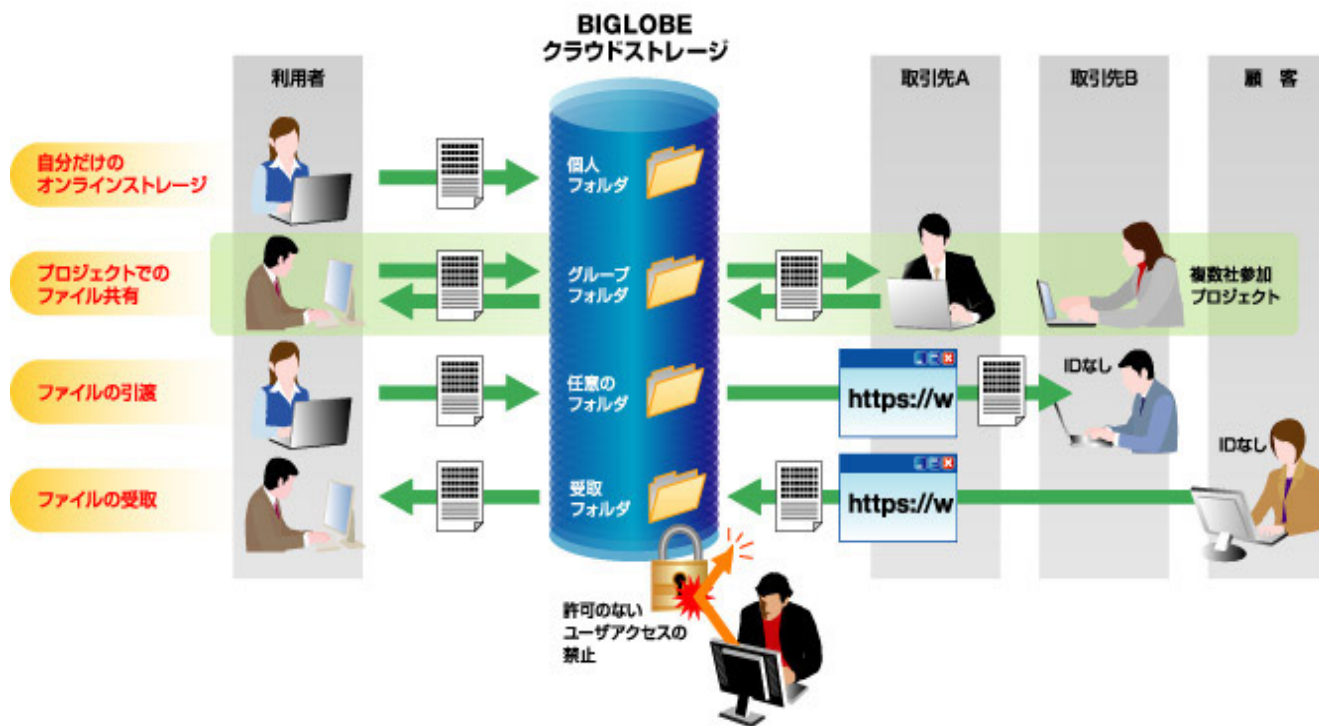 BIGLOBE
クラウドストレージ
利用者
取引先A
取引先B
顧 客
自分だけの
オンラインストレージ
個人
フォルダ
プロジェクトでの
ファイル共有
グループ
フォルダ
複数社参加
プロジェクト
ファイルの引渡
任意の
フォルダ
https://w
IDなし
ファイルの受取
受取
フォルダ
https://w
IDなし
許可のない
ユーザアクセスの
禁止